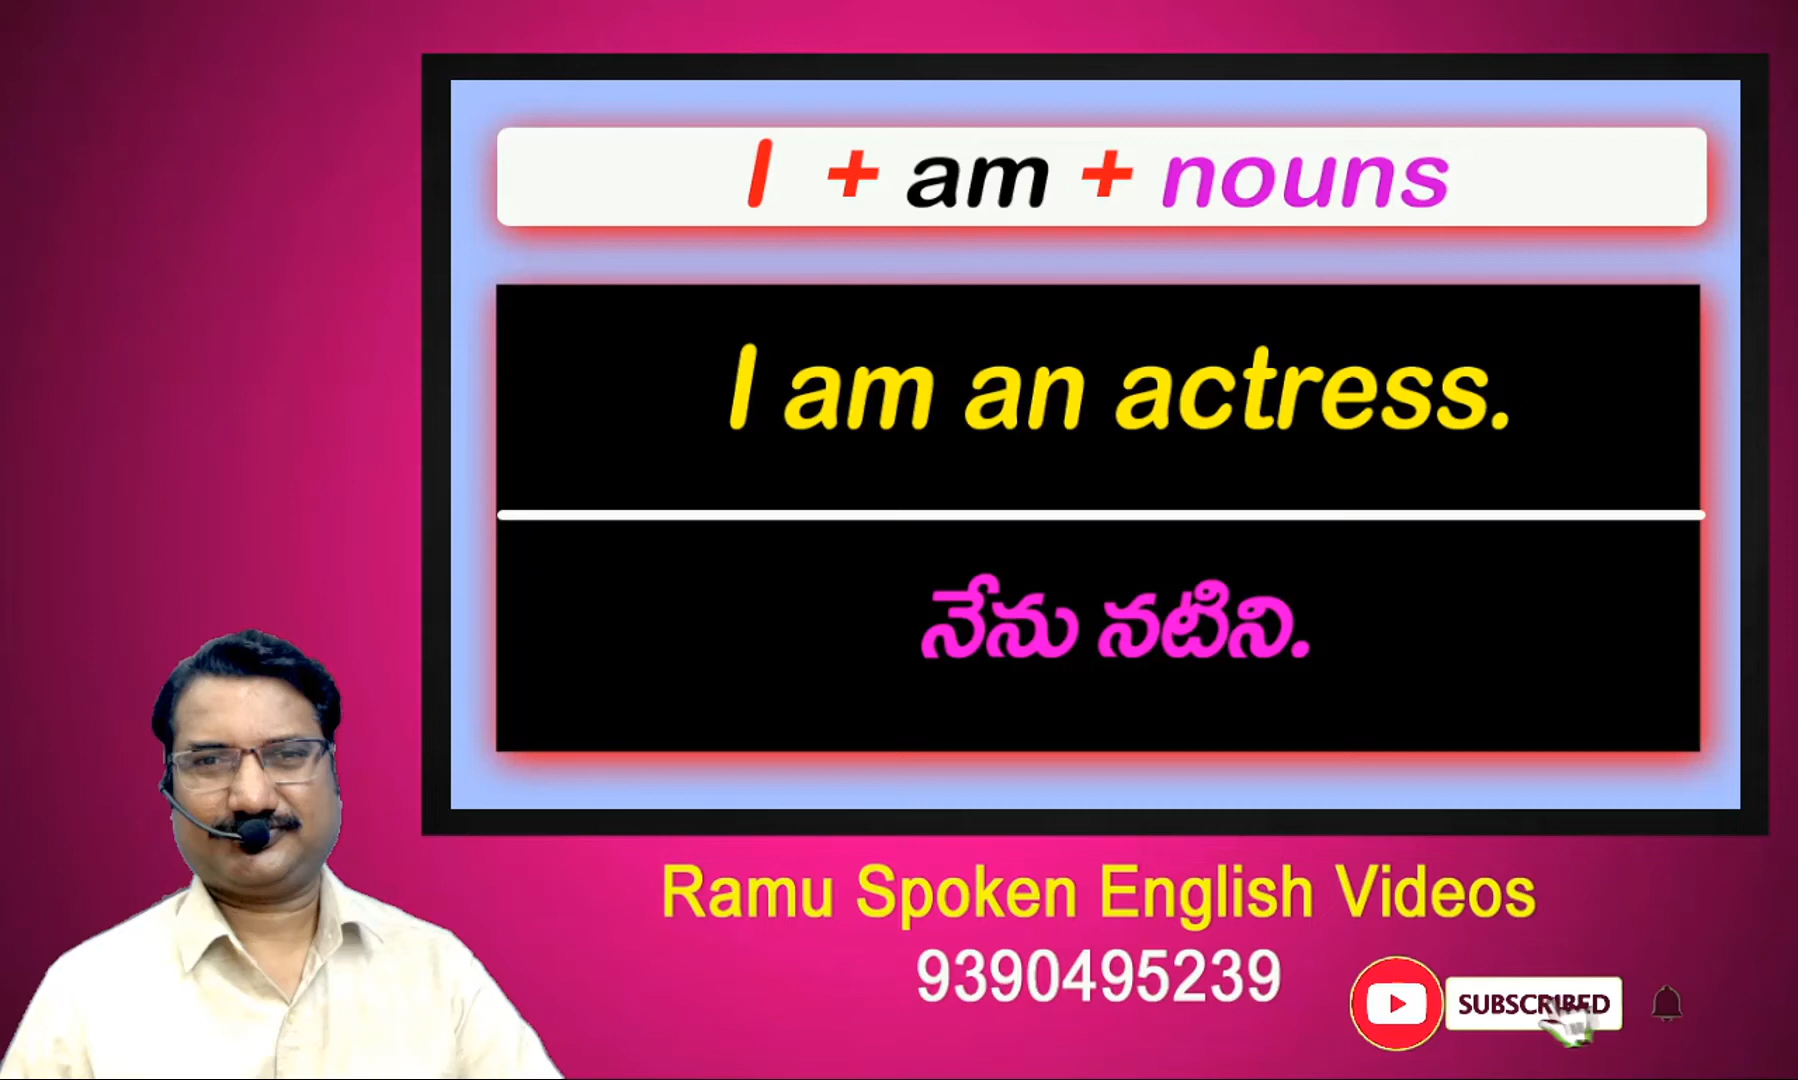 I + am + nouns
I am an actress.
నేను నటిని.
Ramu Spoken English Videos
9390495239
SUBSCRIBED